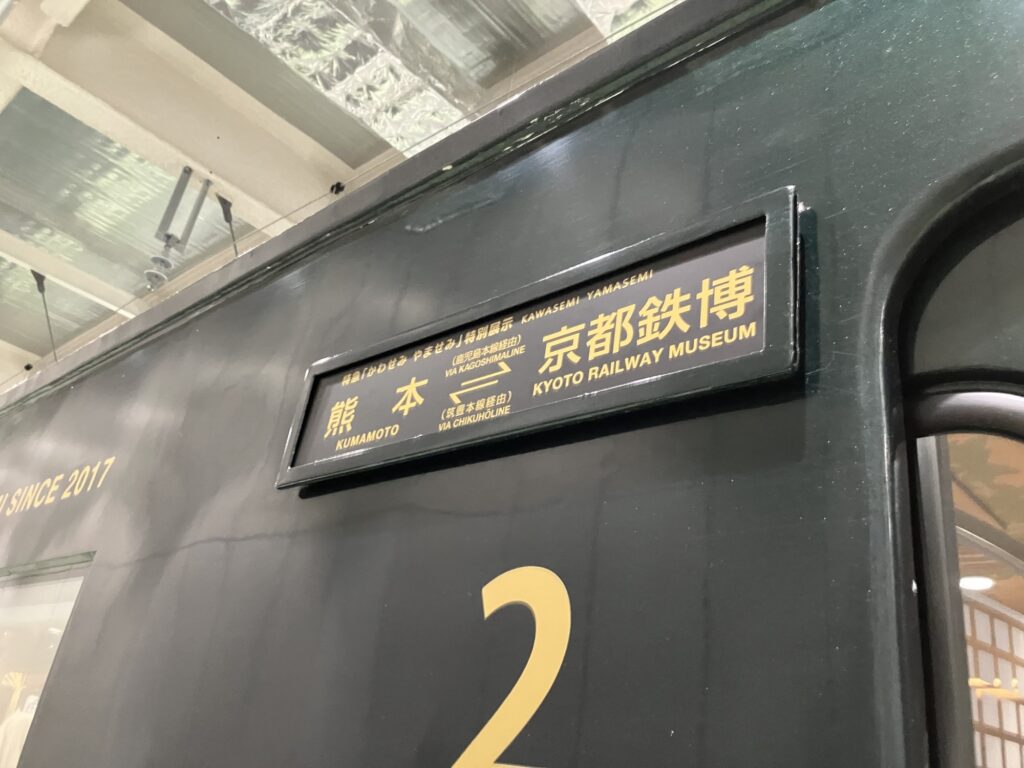 特急「かわせみ やませみ」特別展示 KAWASEMI YAMASEMI
熊本
KUMAMOTO
(鹿児島本線経由)
VIA KAGOSHIMALINE
(筑豊本線経由)
VIA CHIKUHŌLINE
京都鉄博
KYOTO RAILWAY MUSEUM
SINCE 2017
2